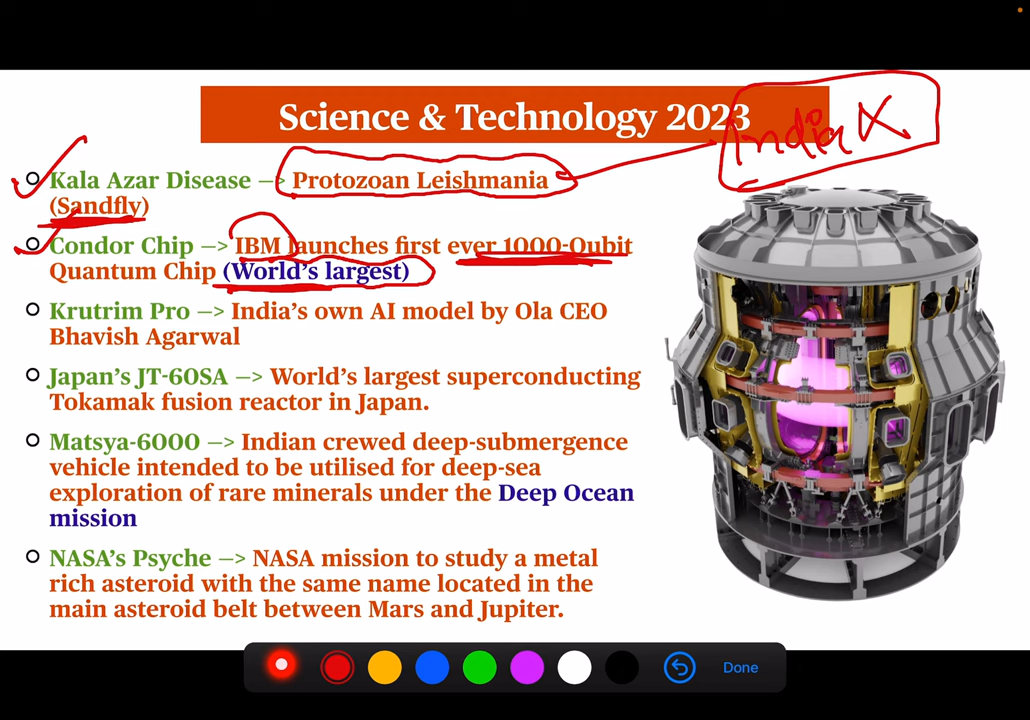 Science & Technology 2023
India X
Kala Azar Disease —> Protozoan Leishmania
(Sandfly)
Condor Chip —> IBM launches first ever 1000-Qubit
Quantum Chip (World's largest)
Krutrim Pro —> India's own AI model by Ola CEO
Bhavish Agarwal
Japan's JT-60SA —> World's largest superconducting
Tokamak fusion reactor in Japan.
Matsya-6000 —> Indian crewed deep-submergence
vehicle intended to be utilised for deep-sea
exploration of rare minerals under the Deep Ocean
mission
NASA's Psyche —> NASA mission to study a metal
rich asteroid with the same name located in the
main asteroid belt between Mars and Jupiter.
Done